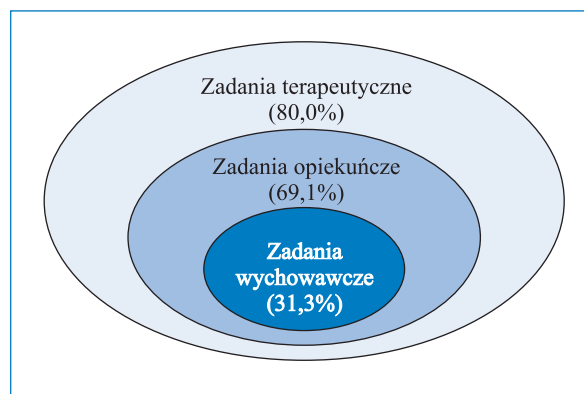 Zadania terapeutyczne
(80,0%)
Zadania opiekuńcze
(69,1%)
Zadania
wychowawcze
(31,3%)